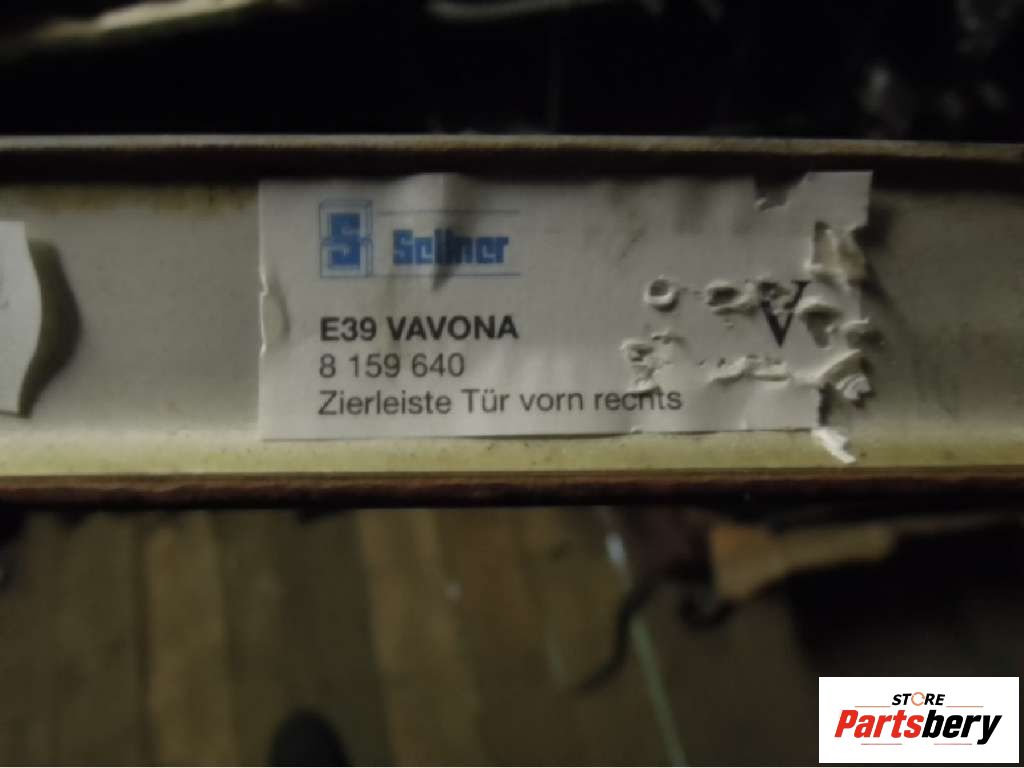 S
Sellner
E39 VAVONA
V
8 159 640
Zierleiste Tür vorn rechts
STORE
Partsbery